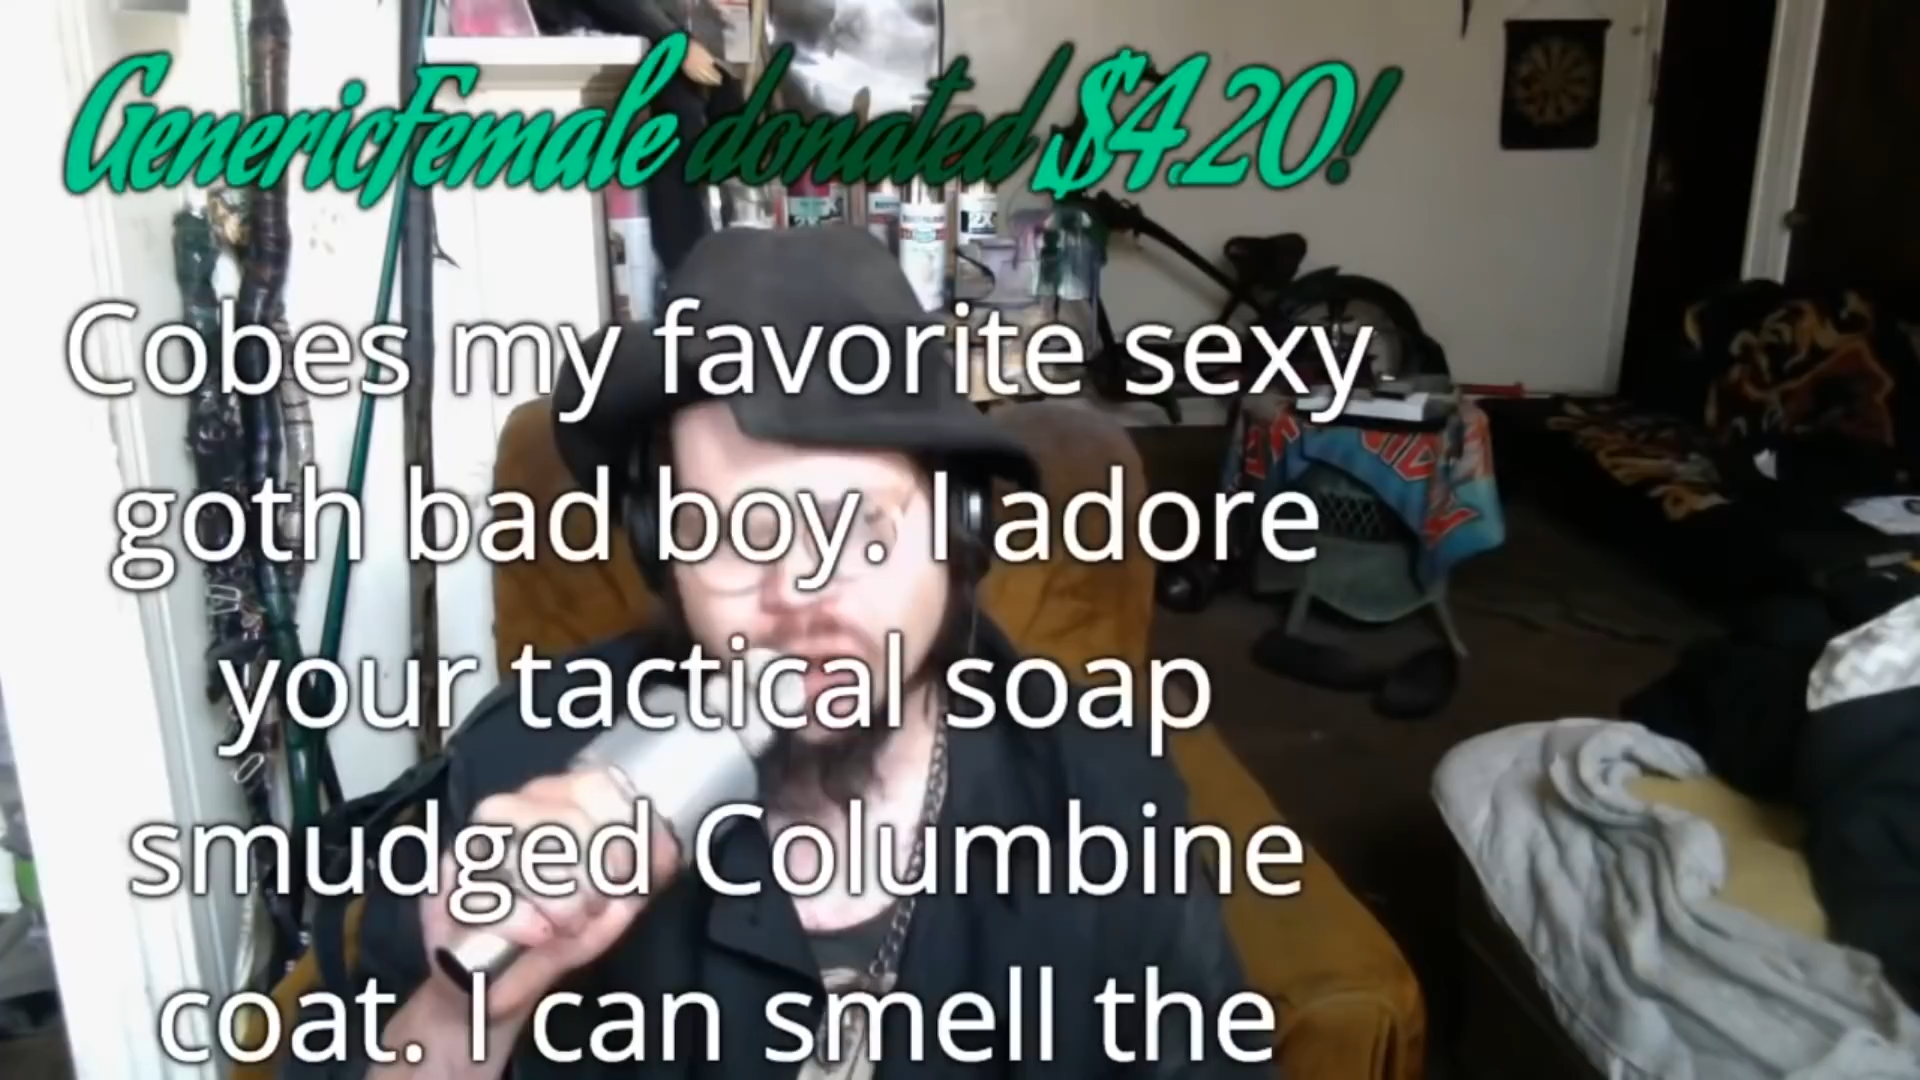 GenericFemale donated $4.20!
Cobes my favorite sexy
goth bad boy. I adore
your tactical soap
smudged Columbine
coat. I can smell the
2X